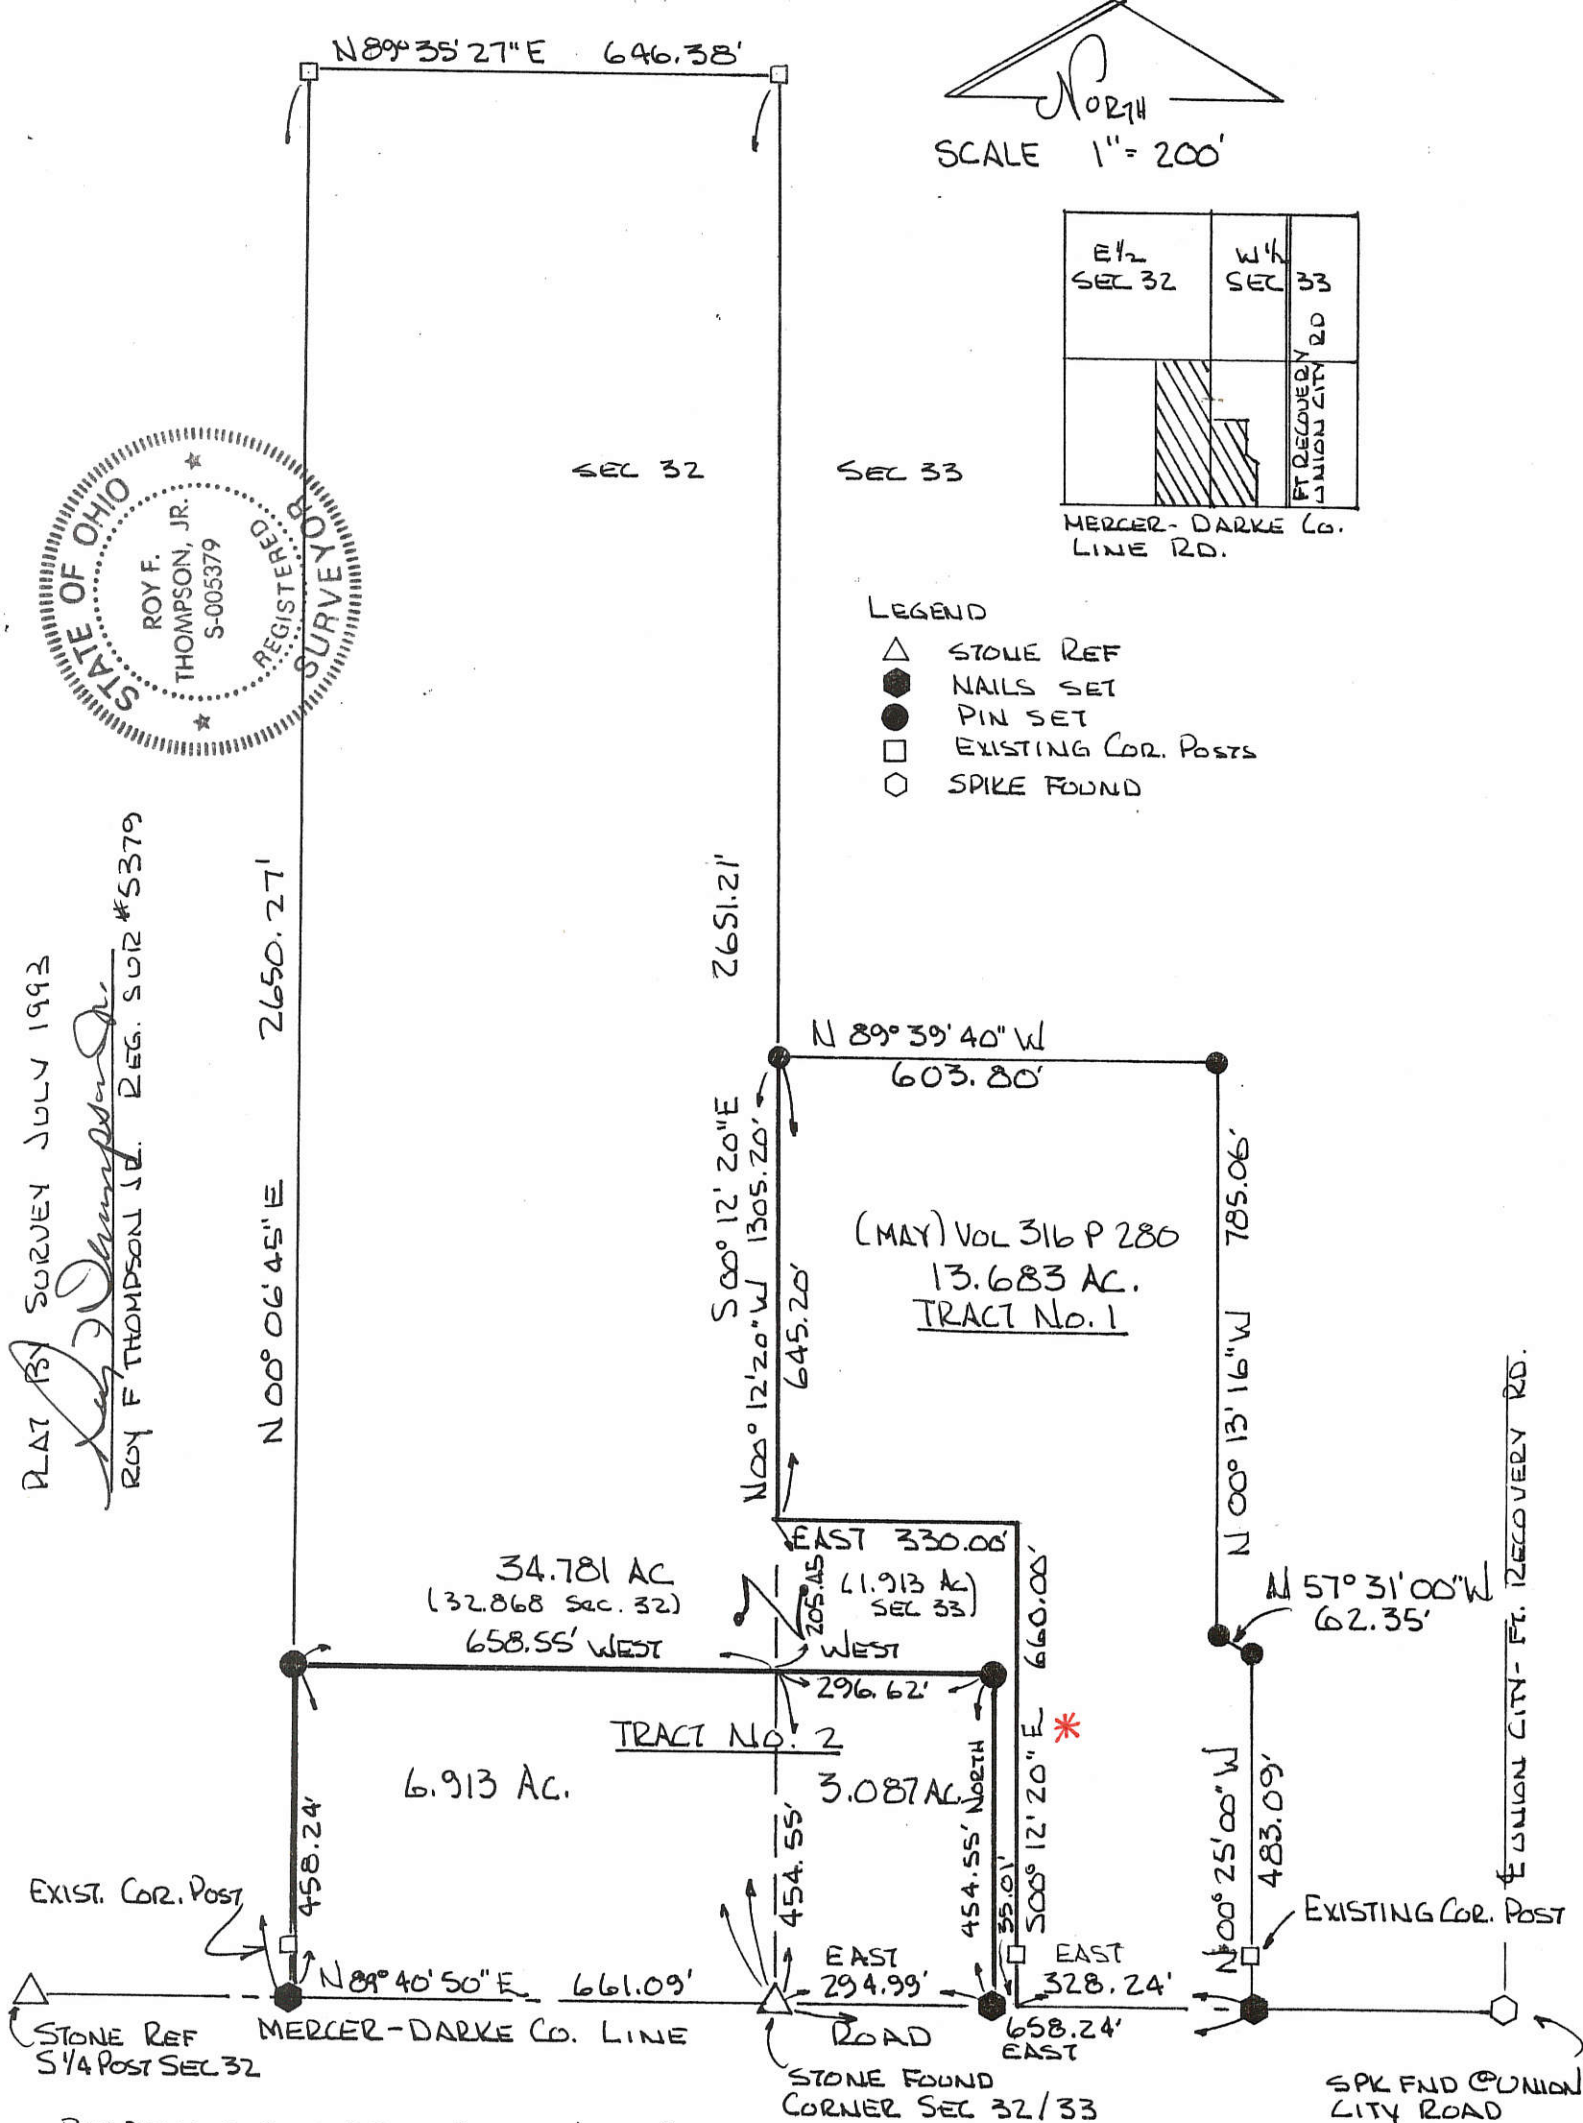 N89°35'27"E 646.38'
NORTH
SCALE 1"= 200'
E½
SEC 32
W½
SEC 33
FT RECOVERY
UNION CITY RD
MERCER-DARKE CO.
LINE RD.
SEC 32
SEC 33
STATE OF OHIO
ROY F.
THOMPSON, JR.
S-005379
REGISTERED
SURVEYOR
LEGEND
STONE REF
NAILS SET
PIN SET
EXISTING COR. POSTS
SPIKE FOUND
PLAT BY SURVEY JULY 1993
ROY F THOMPSON JR. REG. SUR #5379
N 00° 06'45"E 2650.27'
S 00° 12' 20"E 2651.21'
N00° 12'20"W 1305.20'
645.20'
N 89°39'40"W
603.80'
(MAY) VOL 316 P 280
13.683 AC.
TRACT NO. 1
N 00° 13' 16"W 785.06'
EAST 330.00'
34.781 AC
(32.868 SEC. 32)
205.45
(1.913 AC)
SEC 33)
658.55' WEST
WEST
296.62'
S00° 12' 20"E 660.00'
*
N 57°31'00"W
62.35'
UNION CITY- FT. RECOVERY RD.
TRACT NO. 2
6.913 AC.
3.087 AC.
458.24'
454.55'
454.55' NORTH
35.01'
N00°25'00"W
483.09'
EXIST. COR. POST
EXISTING COR. POST
N89°40'50"E 661.09'
EAST
294.99'
EAST
328.24'
STONE REF
S 1/4 POST SEC 32
MERCER-DARKE CO. LINE ROAD
658.24'
EAST
STONE FOUND
CORNER SEC 32/33
SPK FND @ UNION
CITY ROAD